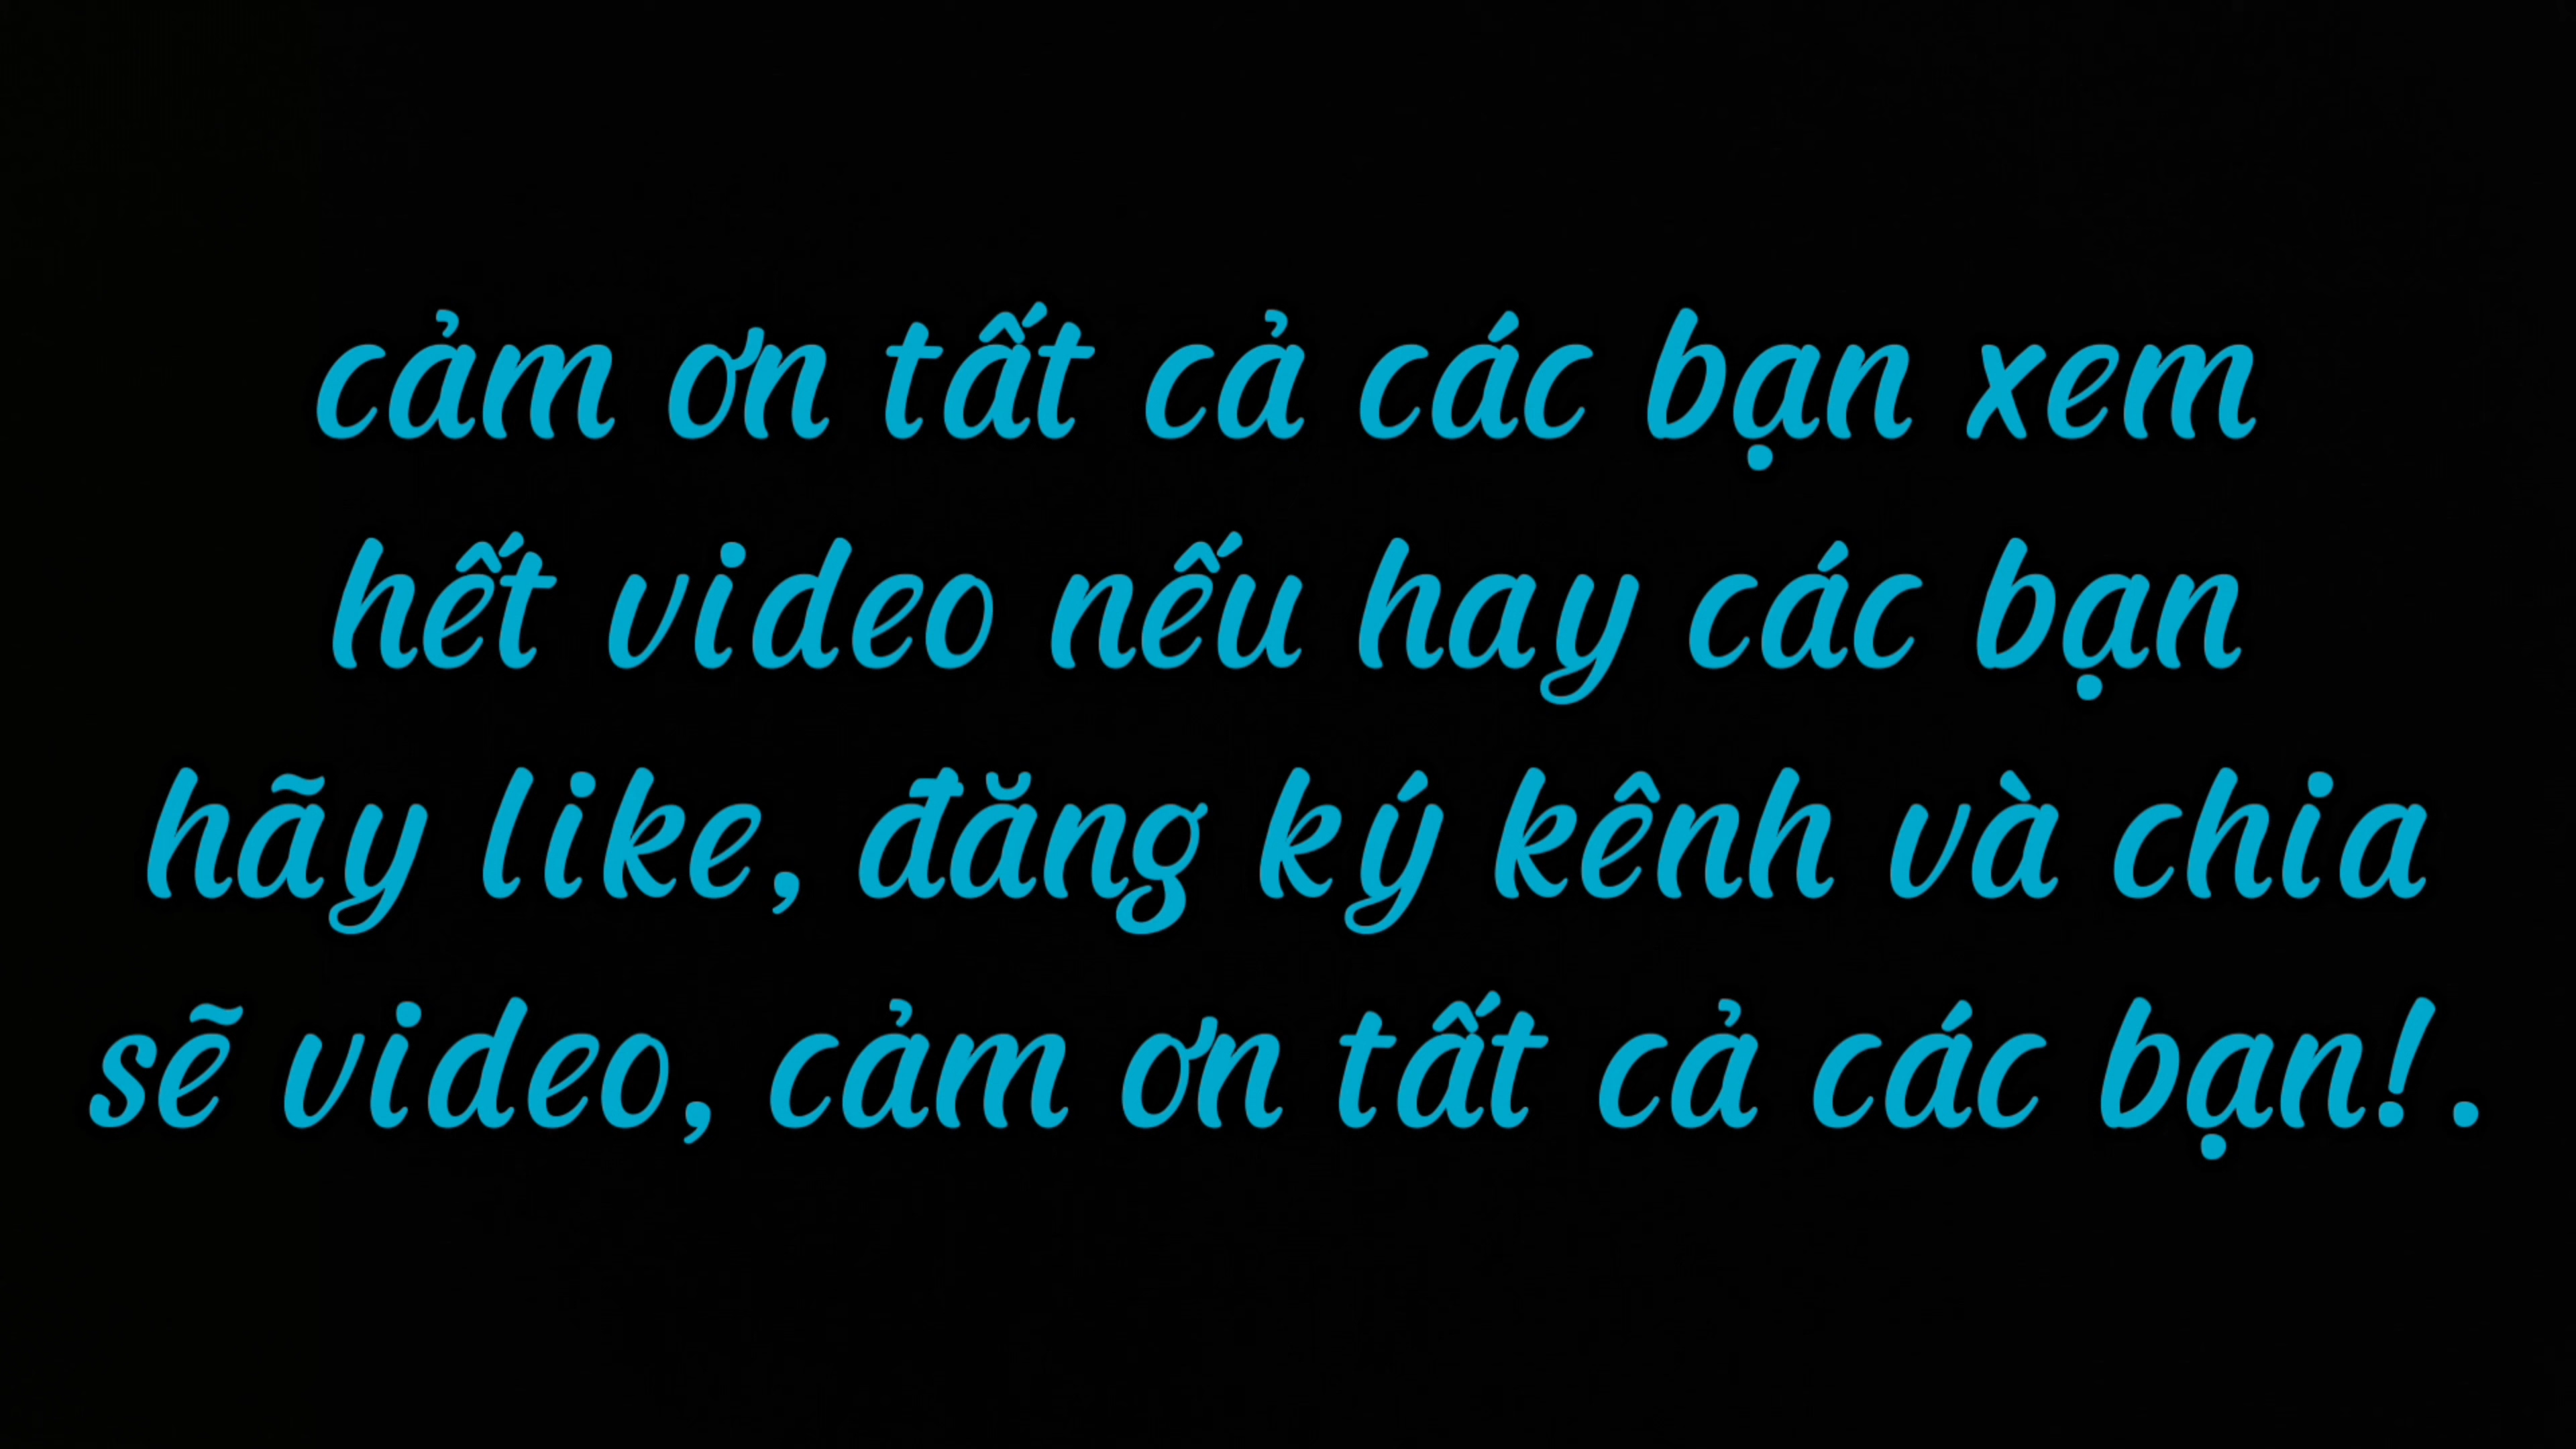 cảm ơn tất cả các bạn xem
hết video nếu hay các bạn
hãy like, đăng ký kênh và chia
sẽ video, cảm ơn tất cả các bạn!.